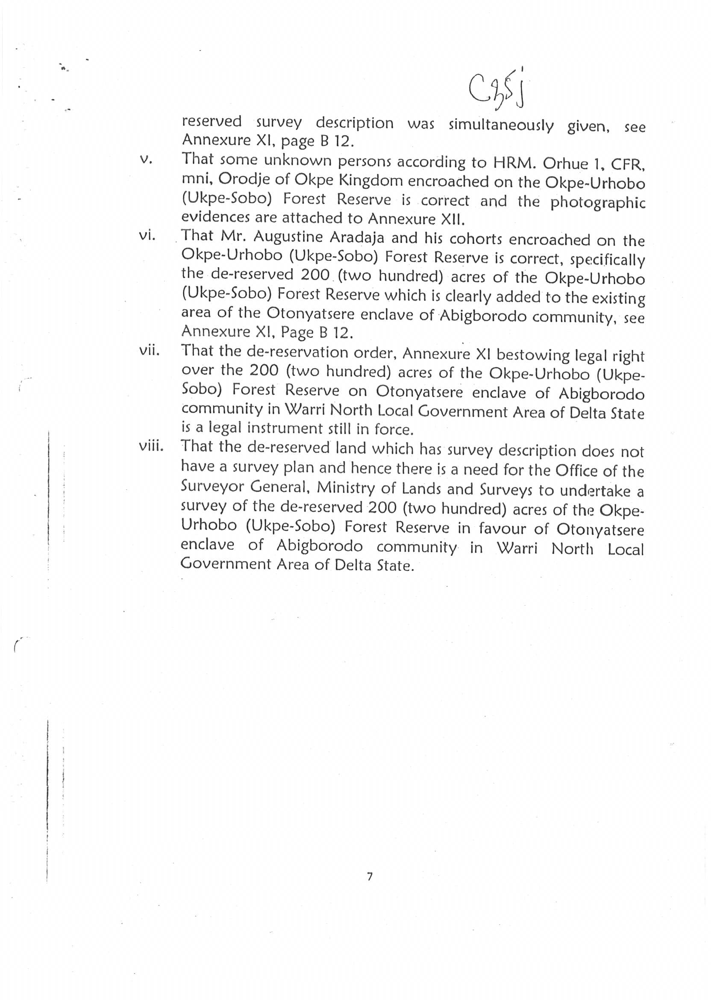 reserved survey description was simultaneously given, see
Annexure XI, page B 12.
v. That some unknown persons according to HRM. Orhue 1, CFR,
mni, Orodje of Okpe Kingdom encroached on the Okpe-Urhobo
(Ukpe-Sobo) Forest Reserve is correct and the photographic
evidences are attached to Annexure XII.
vi. That Mr. Augustine Aradaja and his cohorts encroached on the
Okpe-Urhobo (Ukpe-Sobo) Forest Reserve is correct, specifically
the de-reserved 200 (two hundred) acres of the Okpe-Urhobo
(Ukpe-Sobo) Forest Reserve which is clearly added to the existing
area of the Otonyatsere enclave of Abigborodo community, see
Annexure XI, Page B 12.
vii. That the de-reservation order, Annexure XI bestowing legal right
over the 200 (two hundred) acres of the Okpe-Urhobo (Ukpe-
Sobo) Forest Reserve on Otonyatsere enclave of Abigborodo
community in Warri North Local Government Area of Delta State
is a legal instrument still in force.
viii. That the de-reserved land which has survey description does not
have a survey plan and hence there is a need for the Office of the
Surveyor General, Ministry of Lands and Surveys to undertake a
survey of the de-reserved 200 (two hundred) acres of the Okpe-
Urhobo (Ukpe-Sobo) Forest Reserve in favour of Otonyatsere
enclave of Abigborodo community in Warri North Local
Government Area of Delta State.
7